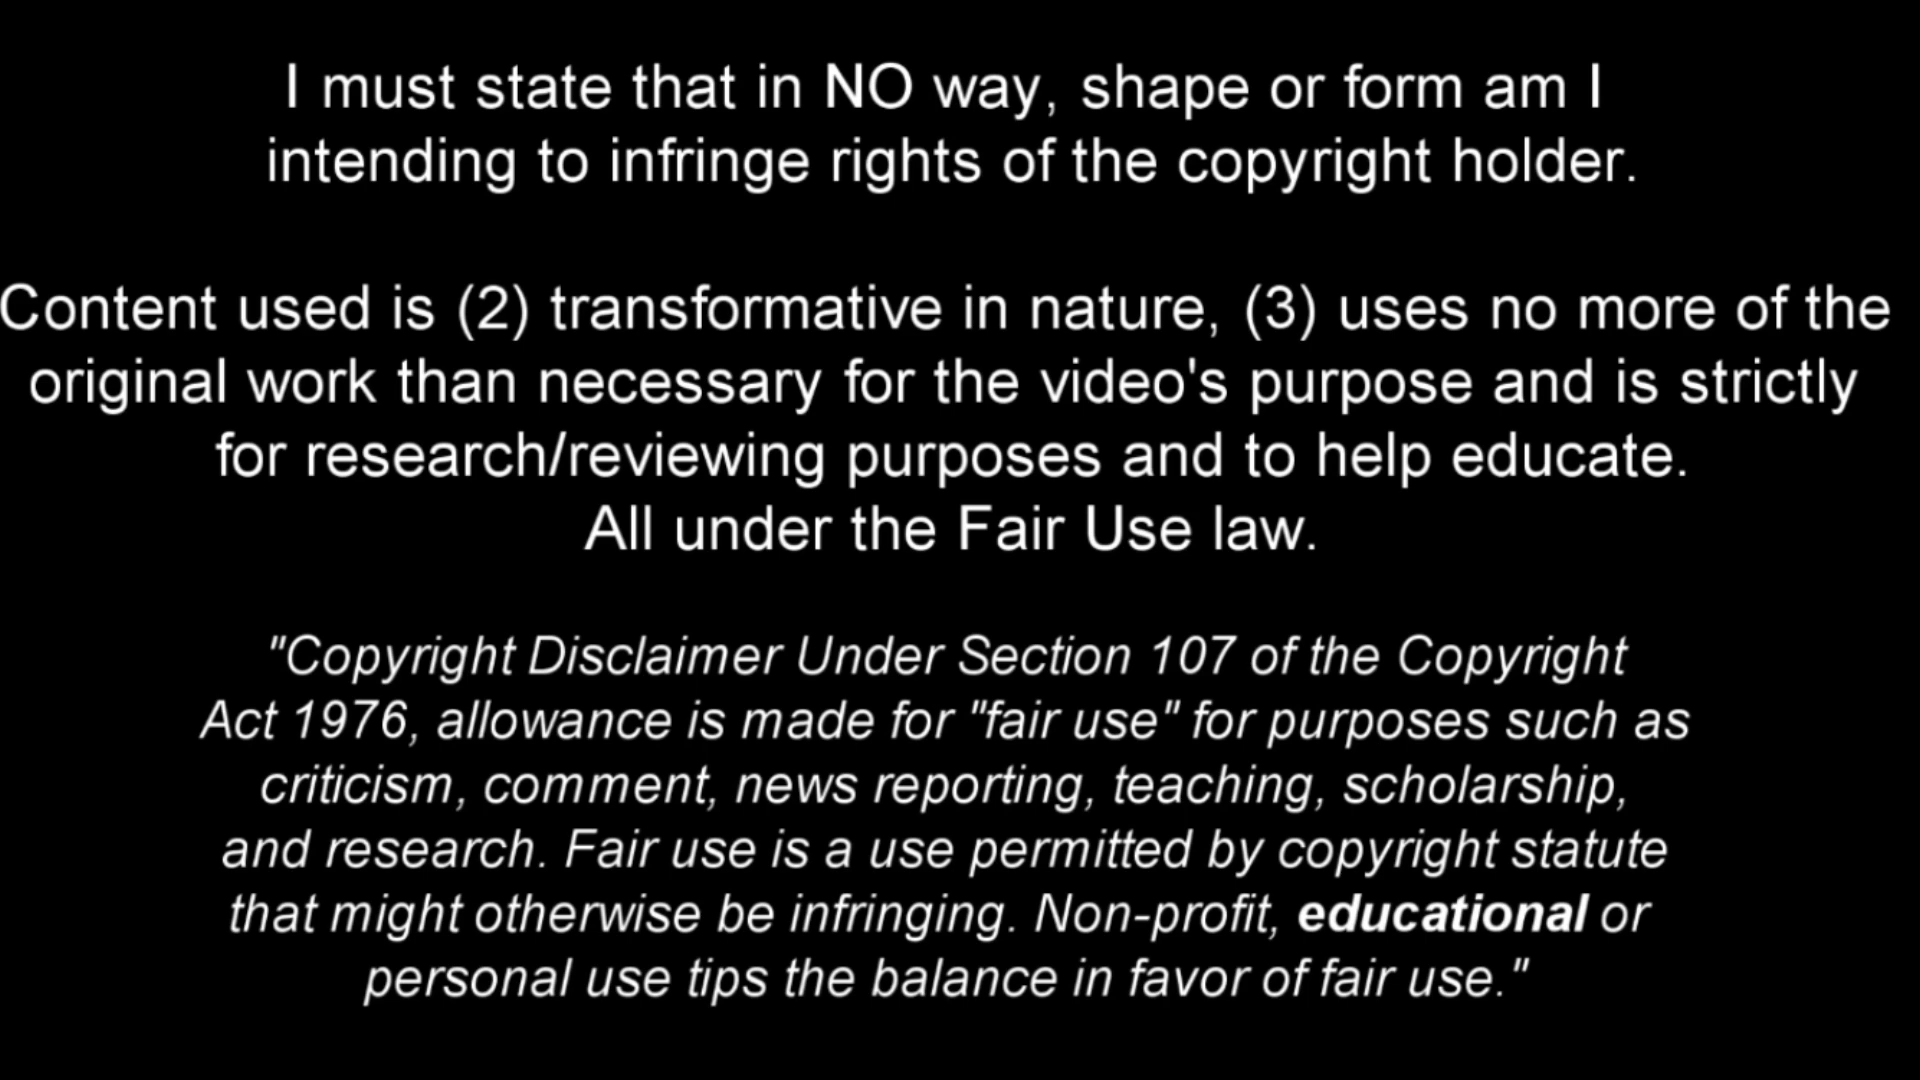 I must state that in NO way, shape or form am I
intending to infringe rights of the copyright holder.
Content used is (2) transformative in nature, (3) uses no more of the
original work than necessary for the video's purpose and is strictly
for research/reviewing purposes and to help educate.
All under the Fair Use law.
"Copyright Disclaimer Under Section 107 of the Copyright
Act 1976, allowance is made for "fair use" for purposes such as
criticism, comment, news reporting, teaching, scholarship,
and research. Fair use is a use permitted by copyright statute
that might otherwise be infringing. Non-profit, educational or
personal use tips the balance in favor of fair use."